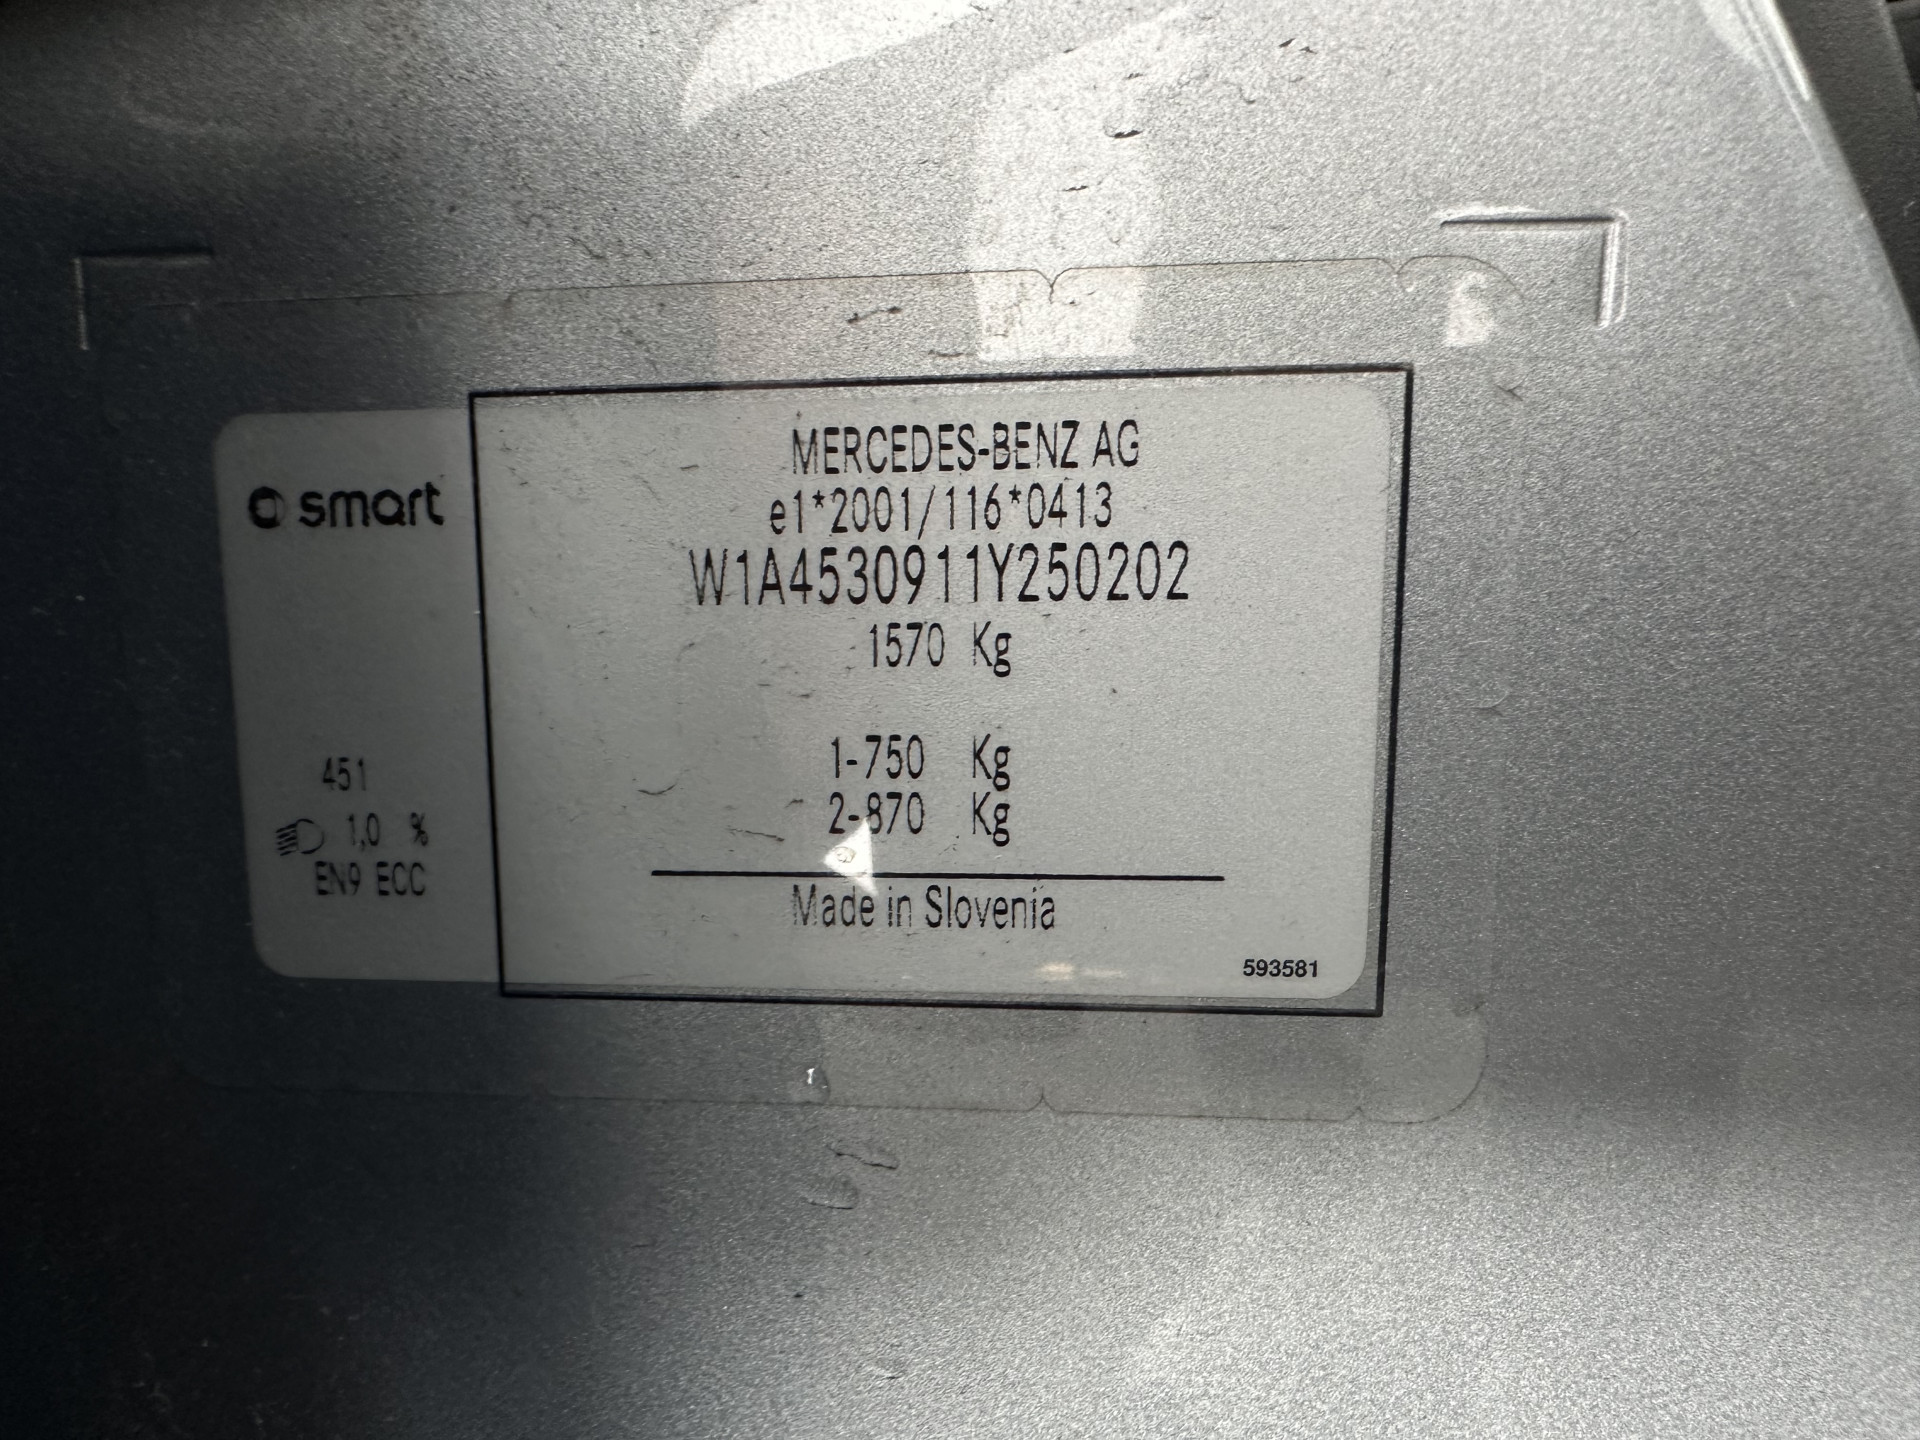 smart
451
1,0 %
EN9 ECC
MERCEDES-BENZ AG
e1*2001/116*0413
W1A4530911Y250202
1570 Kg
1-750 Kg
2-870 Kg
Made in Slovenia
593581